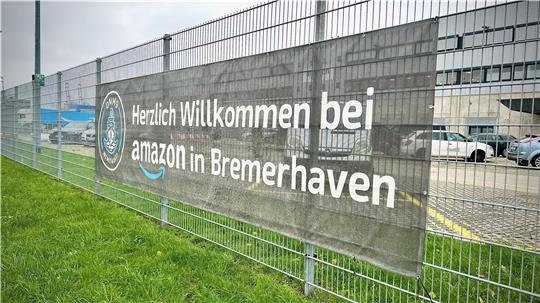 Herzlich Willkommen bei
amazon in Bremerhaven